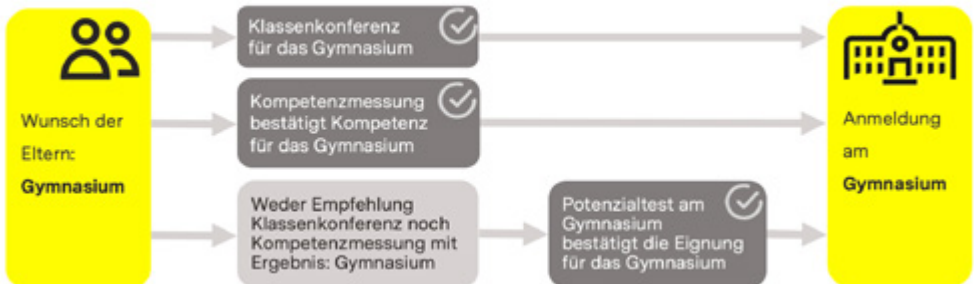 Wunsch der
Eltern:
Gymnasium
Klassenkonferenz
für das Gymnasium
Kompetenzmessung
bestätigt Kompetenz
für das Gymnasium
Weder Empfehlung
Klassenkonferenz noch
Kompetenzmessung mit
Ergebnis: Gymnasium
Potenzialtest am
Gymnasium
bestätigt die Eignung
für das Gymnasium
Anmeldung
am
Gymnasium